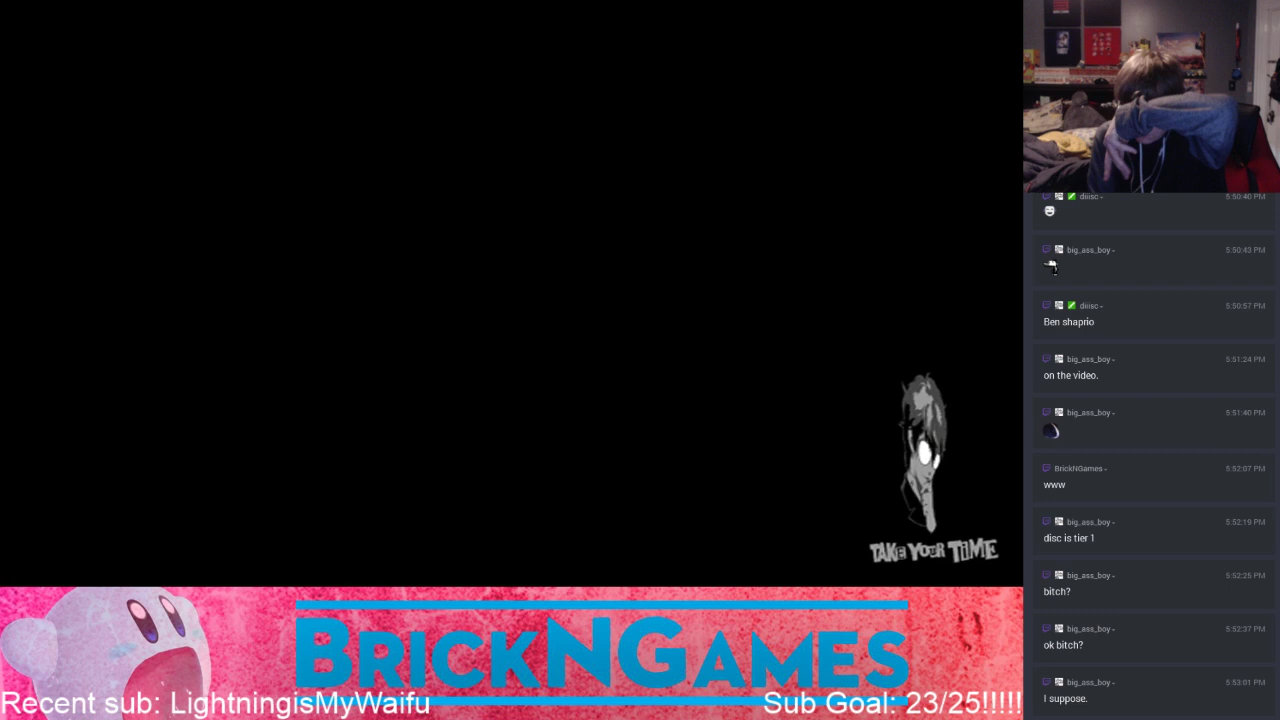 TAKE YOUR TIME
BRICKNGAMES
Recent sub: LightningisMyWaifu
Sub Goal: 23/25!!!!!
diiisc
5:50:40 PM
big_ass_boy
5:50:43 PM
diiisc
5:50:57 PM
Ben shaprio
big_ass_boy
5:51:24 PM
on the video.
big_ass_boy
5:51:40 PM
BrickNGames
5:52:07 PM
www
big_ass_boy
5:52:19 PM
disc is tier 1
big_ass_boy
5:52:25 PM
bitch?
big_ass_boy
5:52:37 PM
ok bitch?
big_ass_boy
5:53:01 PM
I suppose.